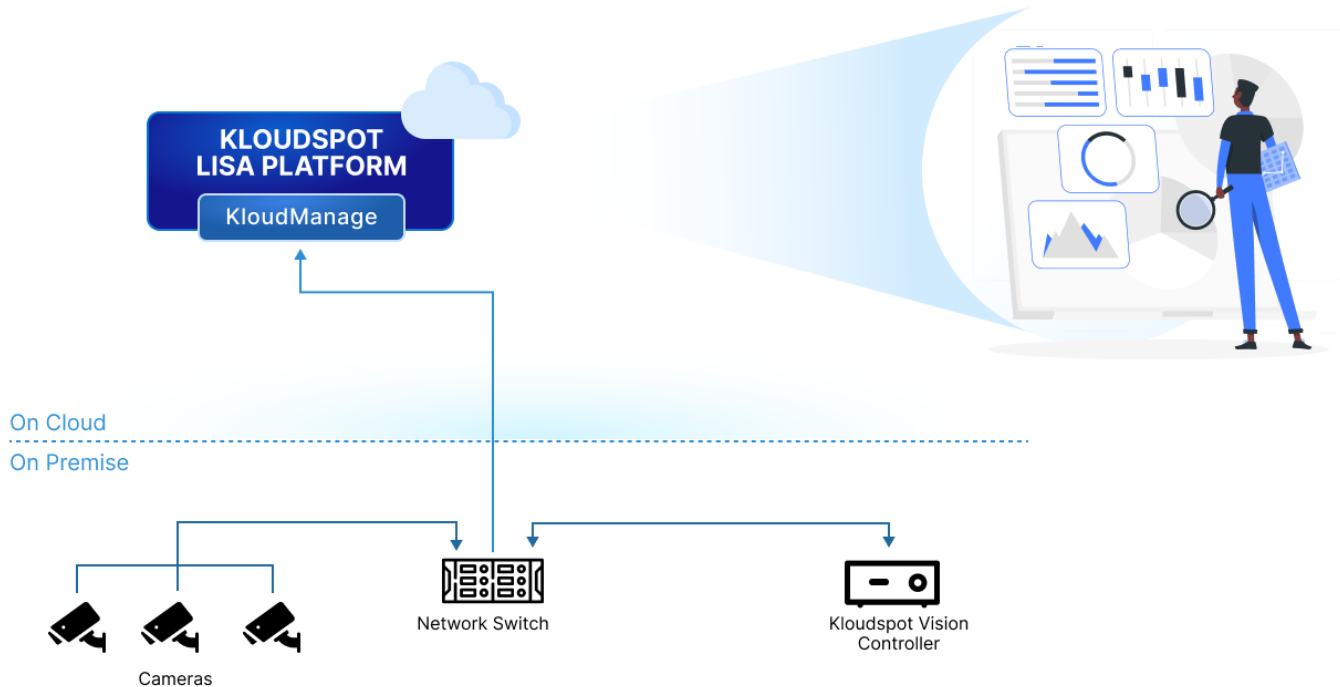 KLOUDSPOT
LISA PLATFORM
KloudManage
On Cloud
On Premise
Network Switch
Kloudspot Vision
Controller
Cameras